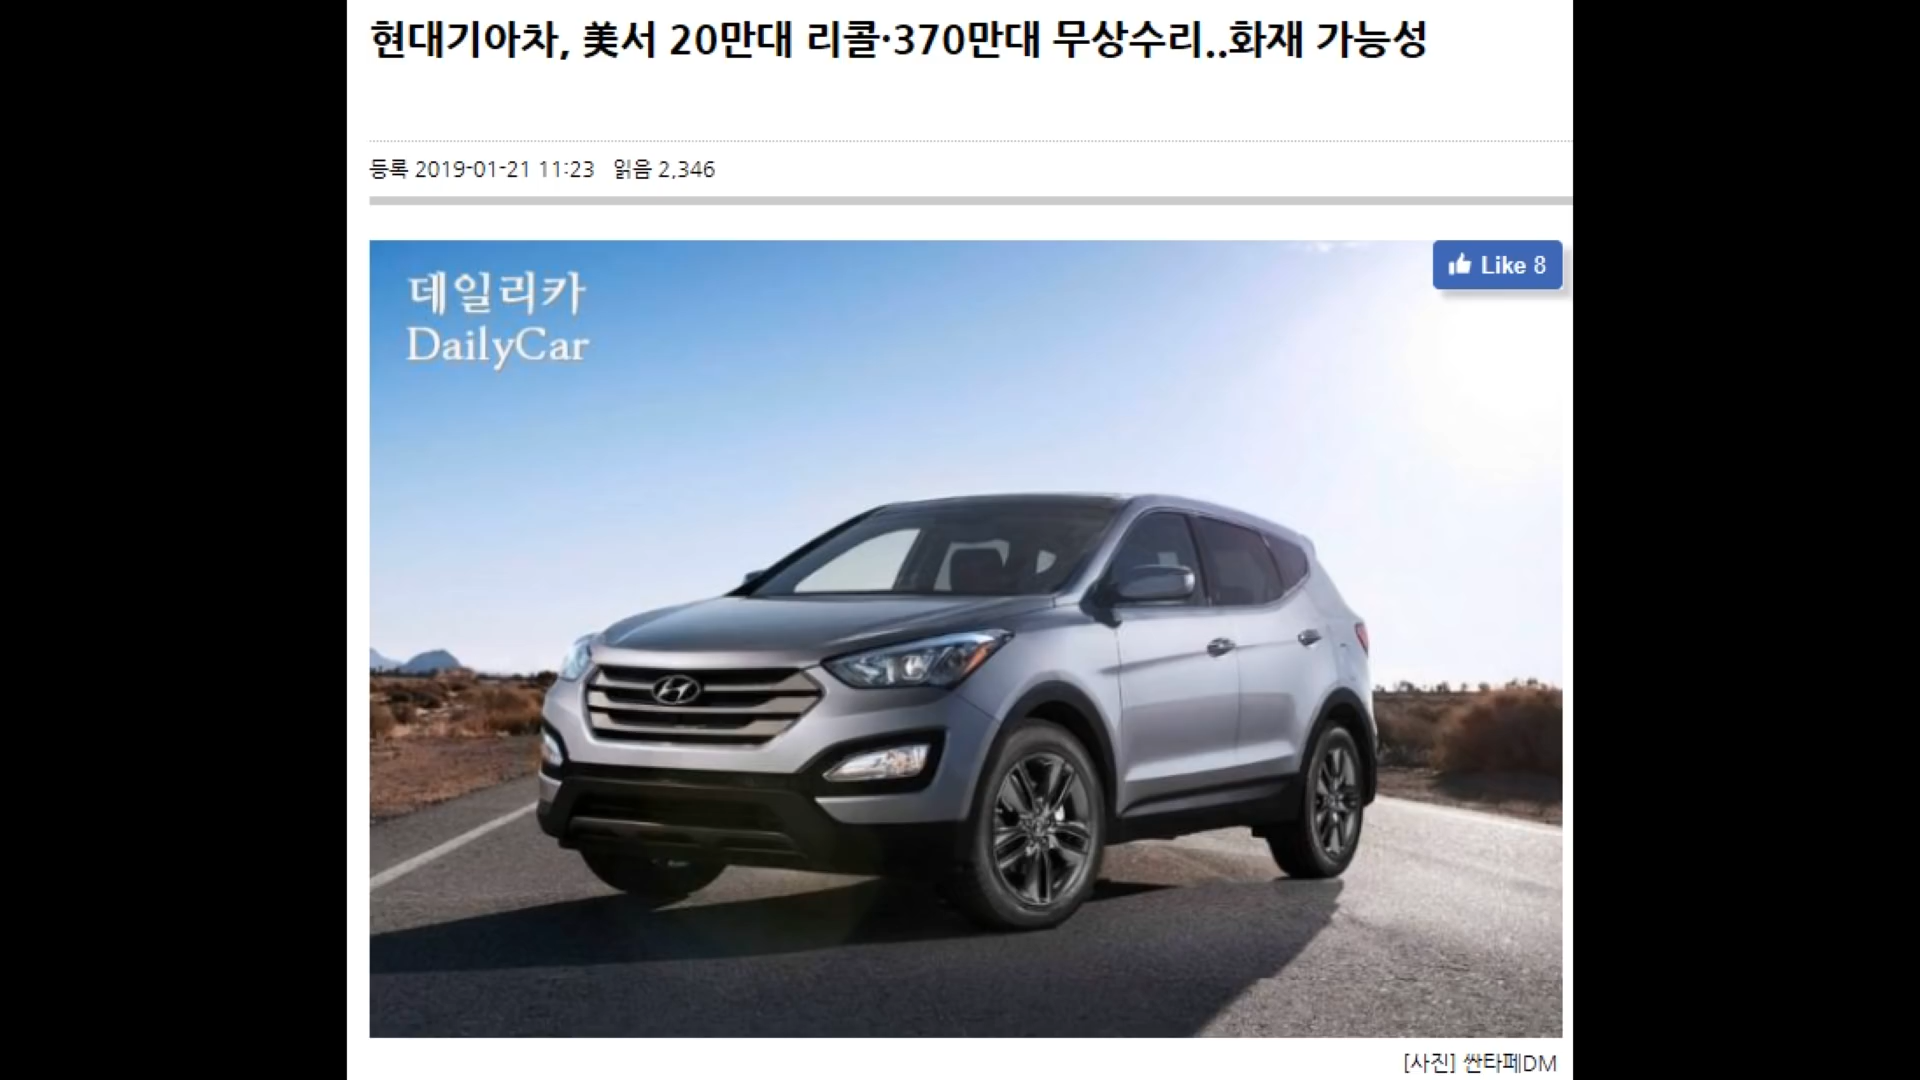 현대기아차, 美서 20만대 리콜·370만대 무상수리..화재 가능성
등록 2019-01-21 11:23 읽음 2,346
Like 8
데일리카
DailyCar
[사진] 싼타페DM